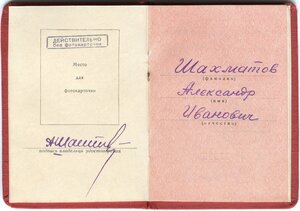 ДЕЙСТВИТЕЛЬНО
без фотокарточки
Место
для
фотокарточки
подпись владельца удостоверения
Шахматов
(фамилия)
Александр
(имя)
Иванович
(отчество)